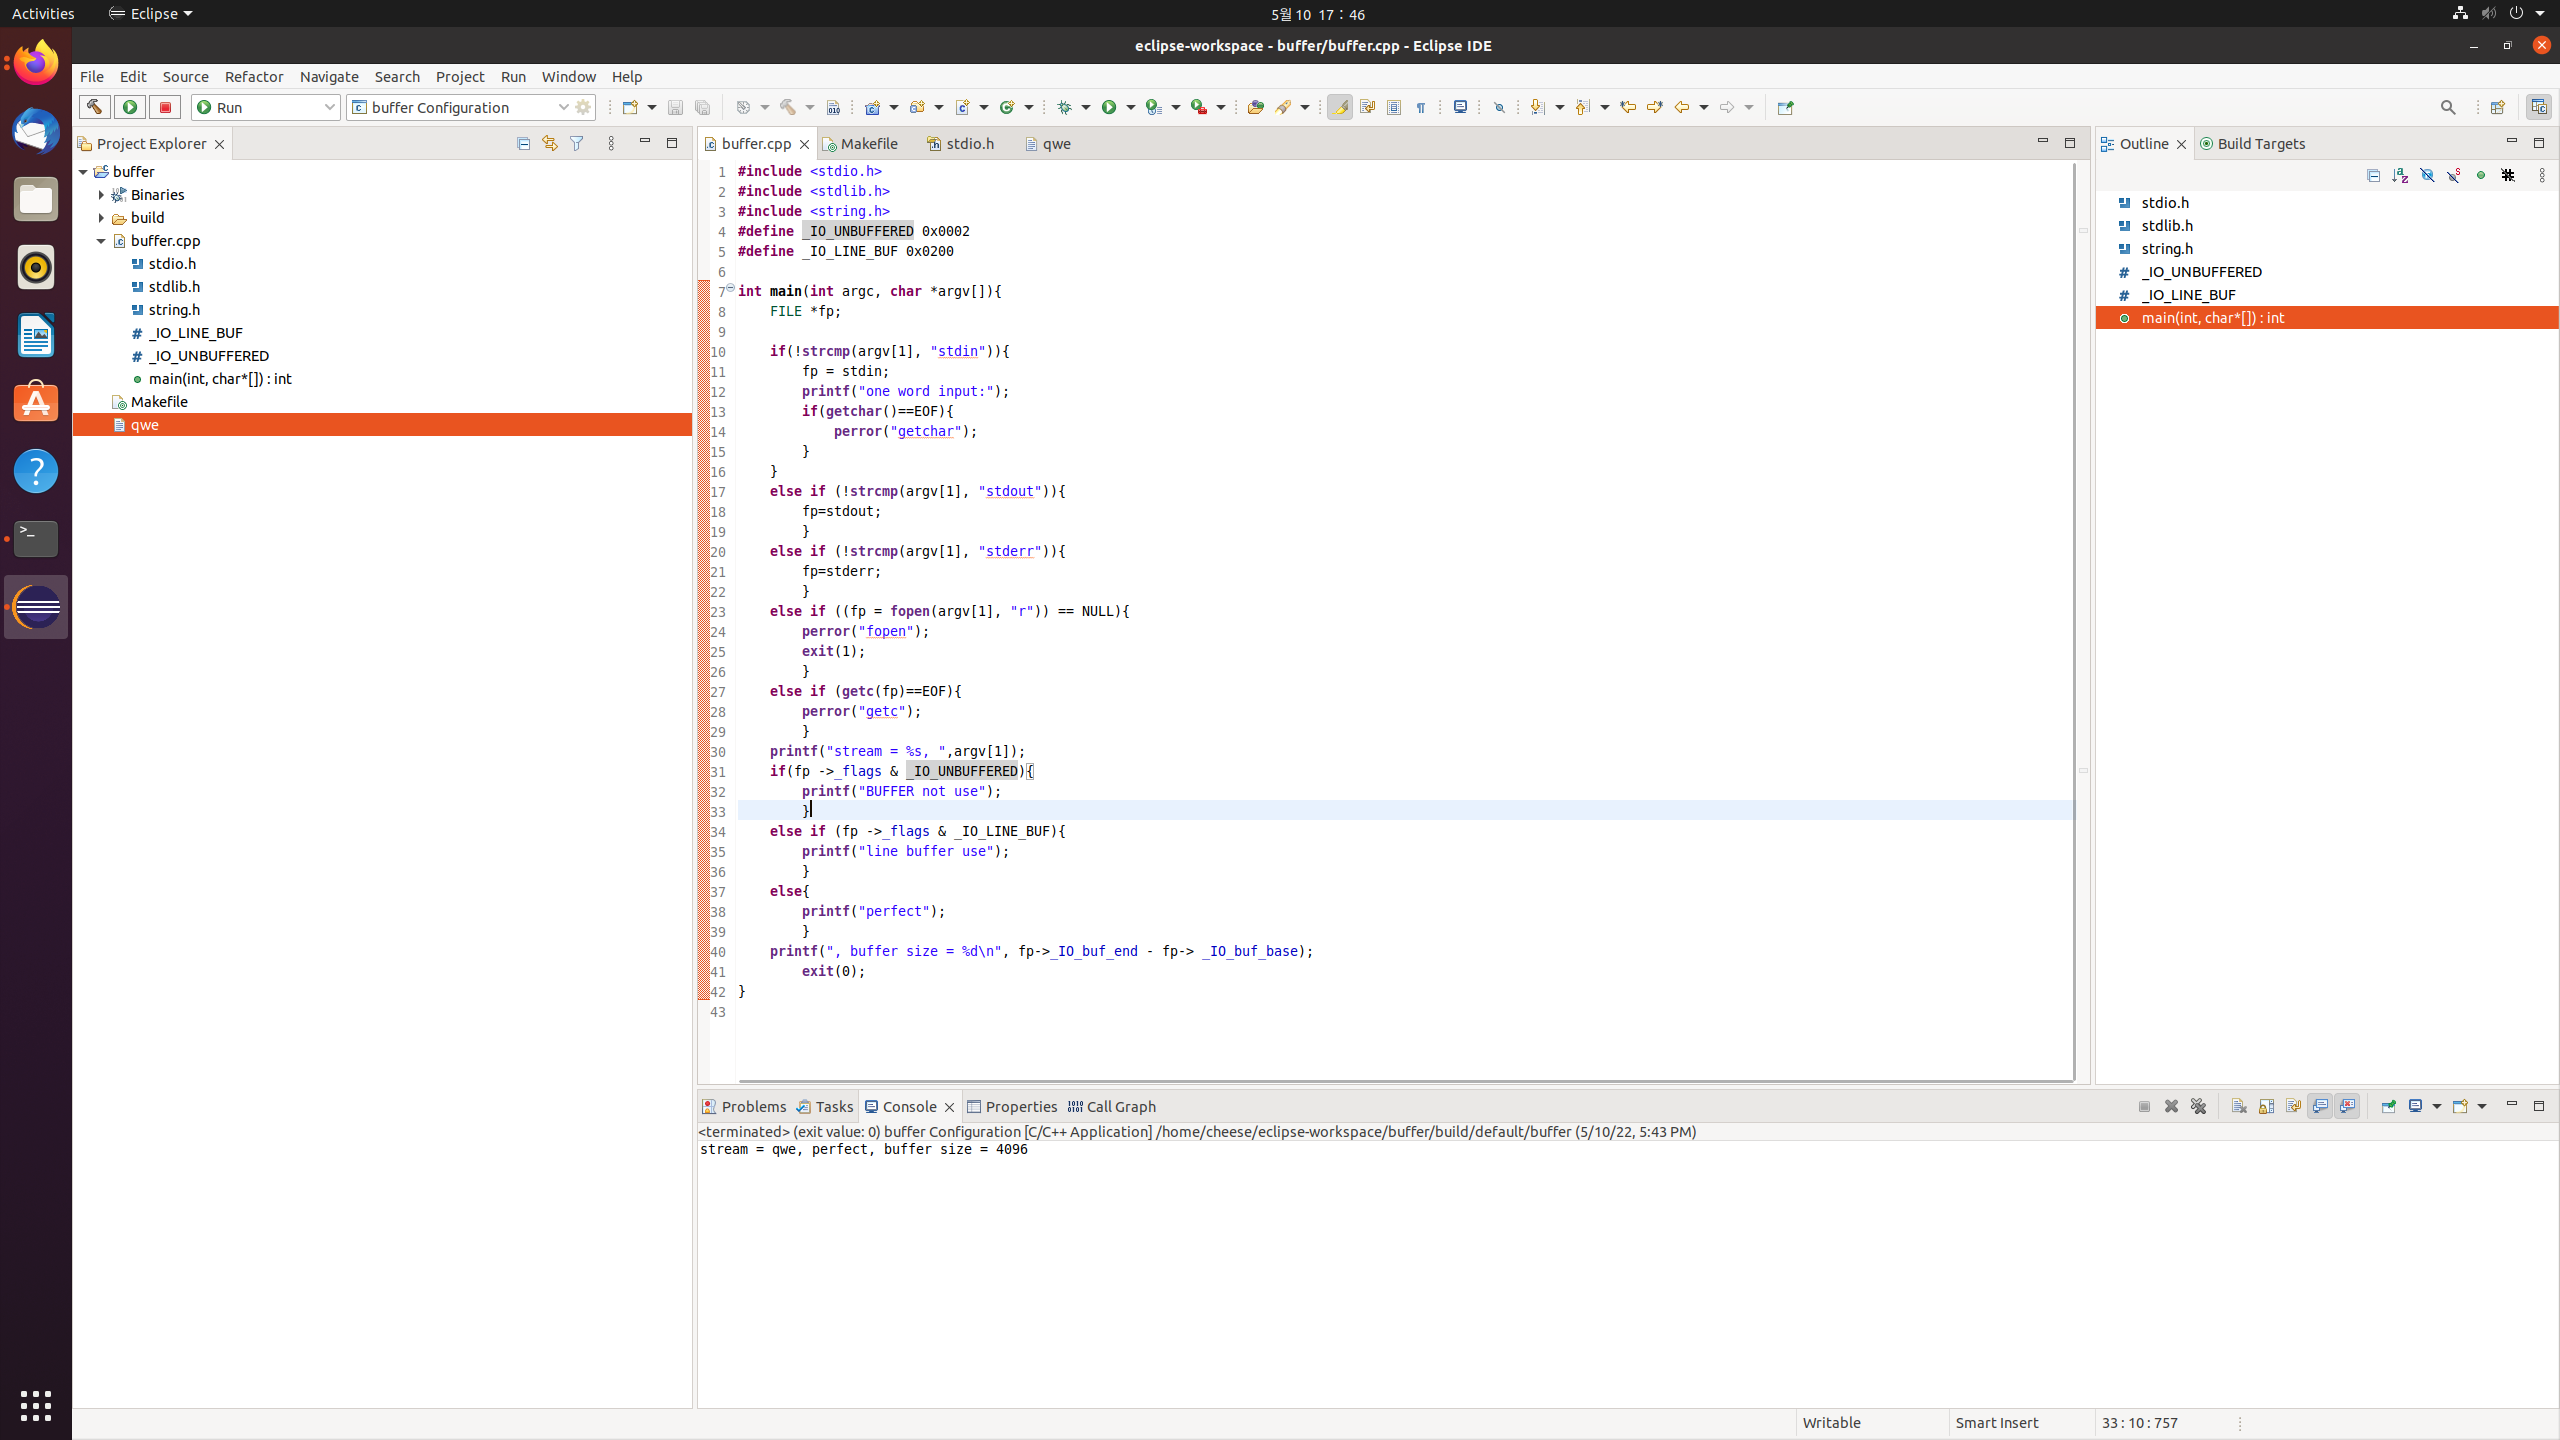 Activities
Eclipse
5월 10 17 : 46
eclipse-workspace - buffer/buffer.cpp - Eclipse IDE
File Edit Source Refactor Navigate Search Project Run Window Help
Run
buffer Configuration
Project Explorer
buffer
Binaries
build
buffer.cpp
stdio.h
stdlib.h
string.h
# _IO_LINE_BUF
# _IO_UNBUFFERED
main(int, char*[]) : int
Makefile
qwe
buffer.cpp Makefile stdio.h qwe
1 #include <stdio.h>
2 #include <stdlib.h>
3 #include <string.h>
4 #define _IO_UNBUFFERED 0x0002
5 #define _IO_LINE_BUF 0x0200
6
7 int main(int argc, char *argv[]){
8 FILE *fp;
9
10 if(!strcmp(argv[1], "stdin")){
11 fp = stdin;
12 printf("one word input:");
13 if(getchar()==EOF){
14 perror("getchar");
15 }
16 }
17 else if (!strcmp(argv[1], "stdout")){
18 fp=stdout;
19 }
20 else if (!strcmp(argv[1], "stderr")){
21 fp=stderr;
22 }
23 else if ((fp = fopen(argv[1], "r")) == NULL){
24 perror("fopen");
25 exit(1);
26 }
27 else if (getc(fp)==EOF){
28 perror("getc");
29 }
30 printf("stream = %s, ",argv[1]);
31 if(fp ->_flags & _IO_UNBUFFERED){
32 printf("BUFFER not use");
33 }
34 else if (fp ->_flags & _IO_LINE_BUF){
35 printf("line buffer use");
36 }
37 else{
38 printf("perfect");
39 }
40 printf(", buffer size = %d\n", fp->_IO_buf_end - fp-> _IO_buf_base);
41 exit(0);
42 }
43
Outline Build Targets
stdio.h
stdlib.h
string.h
# _IO_UNBUFFERED
# _IO_LINE_BUF
main(int, char*[]) : int
Problems Tasks Console Properties Call Graph
<terminated> (exit value: 0) buffer Configuration [C/C++ Application] /home/cheese/eclipse-workspace/buffer/build/default/buffer (5/10/22, 5:43 PM)
stream = qwe, perfect, buffer size = 4096
Writable
Smart Insert
33 : 10 : 757